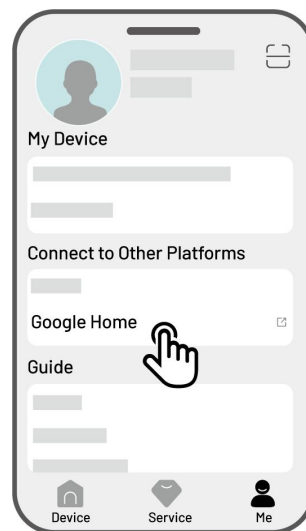 My Device
Connect to Other Platforms
Google Home
Guide
Device
Service
Me